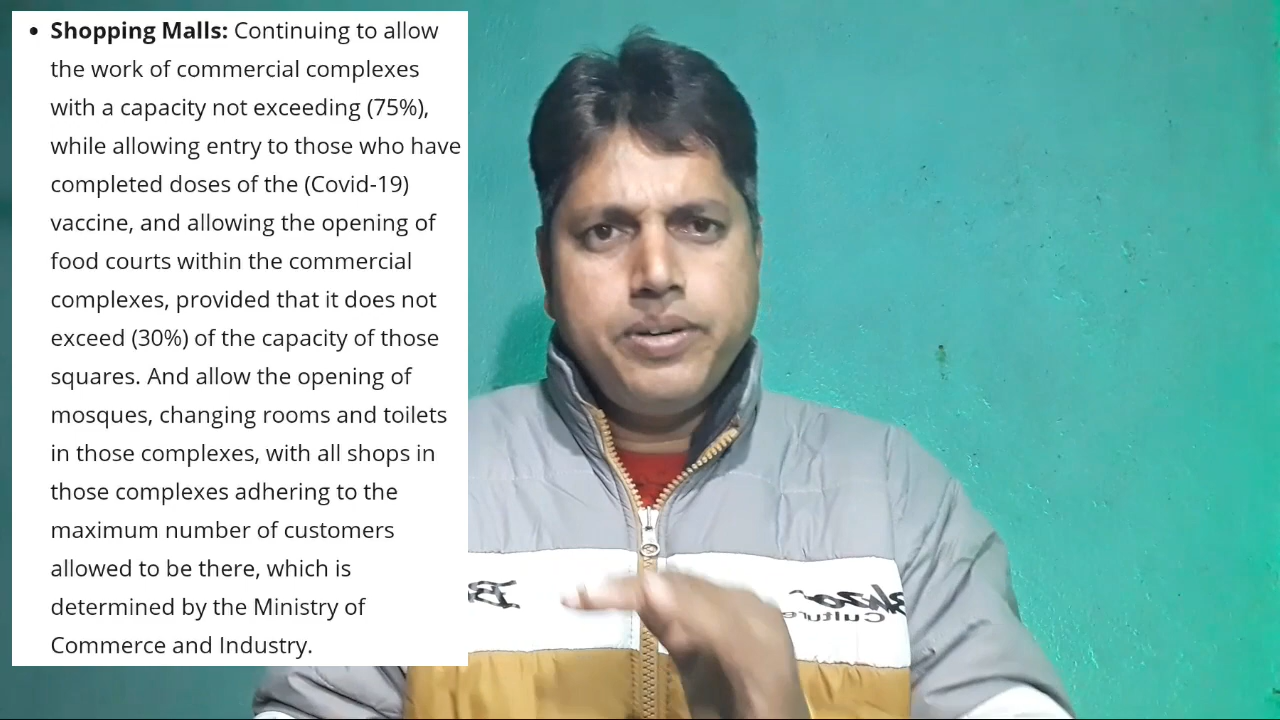 • Shopping Malls: Continuing to allow
the work of commercial complexes
with a capacity not exceeding (75%),
while allowing entry to those who have
completed doses of the (Covid-19)
vaccine, and allowing the opening of
food courts within the commercial
complexes, provided that it does not
exceed (30%) of the capacity of those
squares. And allow the opening of
mosques, changing rooms and toilets
in those complexes, with all shops in
those complexes adhering to the
maximum number of customers
allowed to be there, which is
determined by the Ministry of
Commerce and Industry.
Culture